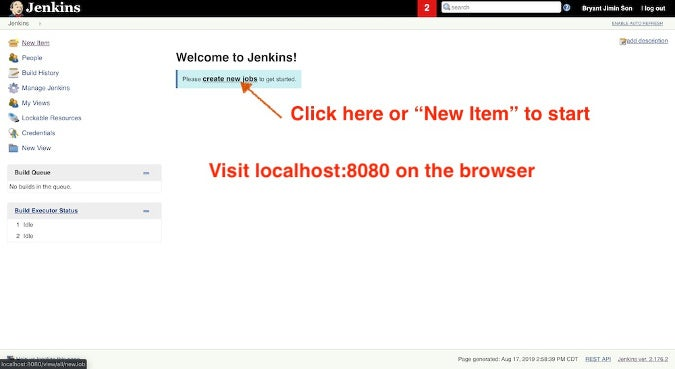 Jenkins
2
search
Bryant Jimin Son
log out
Jenkins
ENABLE AUTO REFRESH
New Item
People
Build History
Manage Jenkins
My Views
Lockable Resources
Credentials
New View
add description
Welcome to Jenkins!
Please create new jobs to get started.
Click here or “New Item” to start
Visit localhost:8080 on the browser
Build Queue
No builds in the queue.
Build Executor Status
1 Idle
2 Idle
localhost:8080/view/all/newJob
Page generated: Aug 17, 2019 2:58:39 PM CDT
REST API
Jenkins ver. 2.176.2